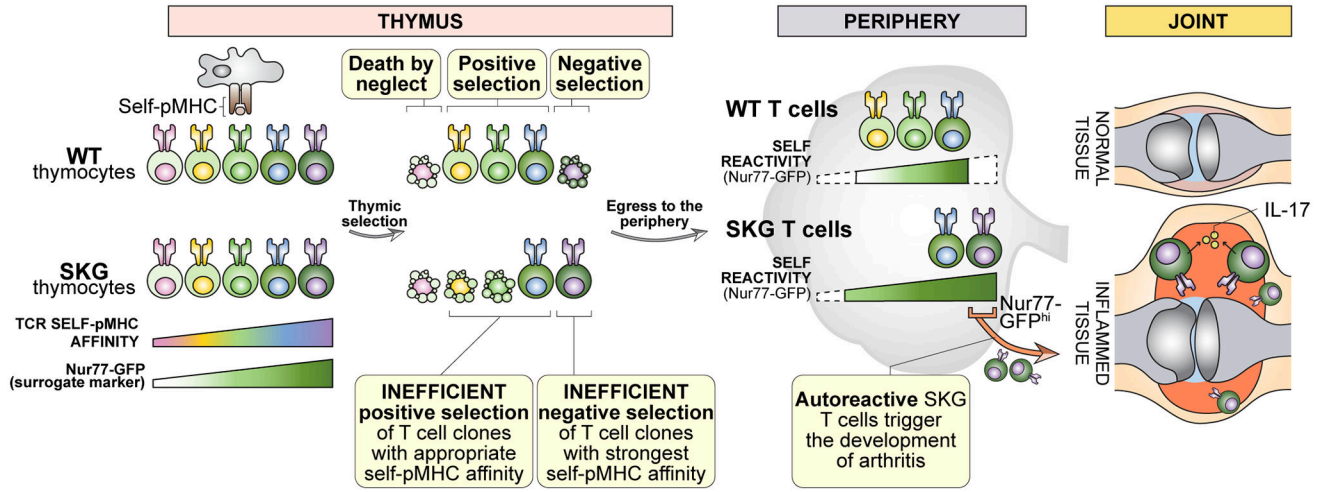 THYMUS
PERIPHERY
JOINT
Death by
neglect
Positive
selection
Negative
selection
Self-pMHC
WT
thymocytes
SKG
thymocytes
TCR SELF-pMHC
AFFINITY
Nur77-GFP
(surrogate marker)
Thymic
selection
INEFFICIENT
positive selection
of T cell clones
with appropriate
self-pMHC affinity
INEFFICIENT
negative selection
of T cell clones
with strongest
self-pMHC affinity
Egress to the
periphery
WT T cells
SELF
REACTIVITY
(Nur77-GFP)
SKG T cells
SELF
REACTIVITY
(Nur77-GFP)
Nur77-
GFPhi
Autoreactive SKG
T cells trigger
the development
of arthritis
NORMAL
TISSUE
IL-17
INFLAMMED
TISSUE